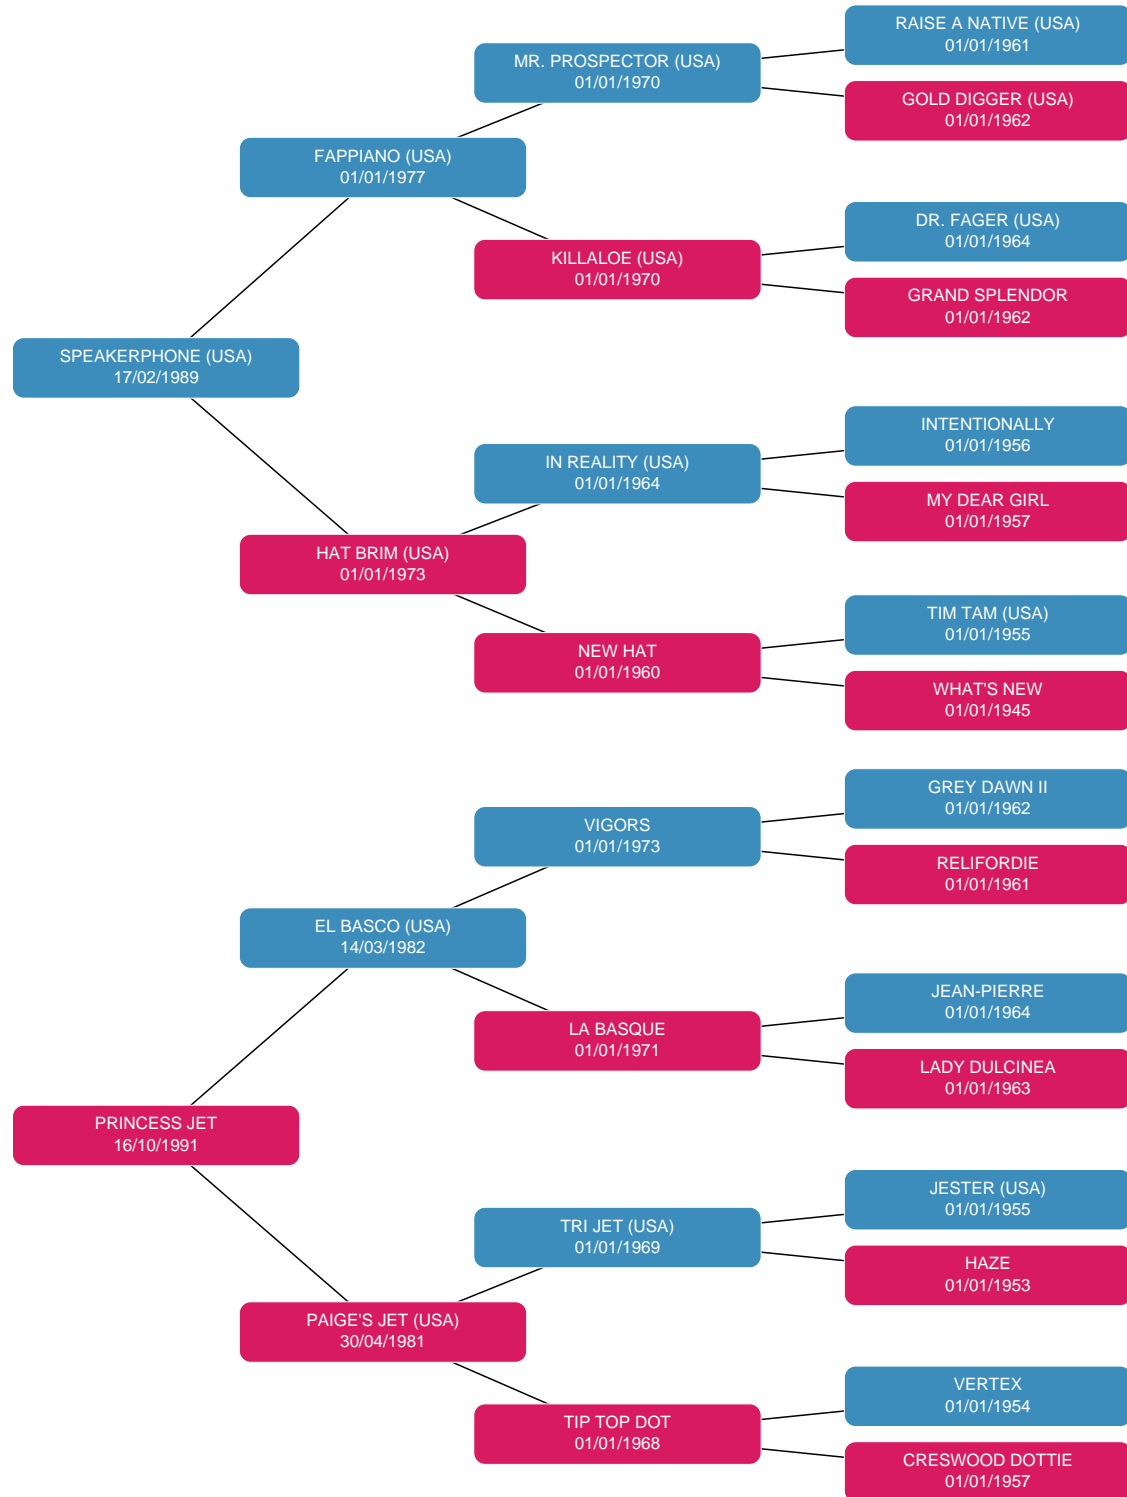 RAISE A NATIVE (USA)
01/01/1961
MR. PROSPECTOR (USA)
01/01/1970
GOLD DIGGER (USA)
01/01/1962
FAPPIANO (USA)
01/01/1977
DR. FAGER (USA)
01/01/1964
KILLALOE (USA)
01/01/1970
GRAND SPLENDOR
01/01/1962
SPEAKERPHONE (USA)
17/02/1989
INTENTIONALLY
01/01/1956
IN REALITY (USA)
01/01/1964
MY DEAR GIRL
01/01/1957
HAT BRIM (USA)
01/01/1973
TIM TAM (USA)
01/01/1955
NEW HAT
01/01/1960
WHAT'S NEW
01/01/1945
GREY DAWN II
01/01/1962
VIGORS
01/01/1973
RELIFORDIE
01/01/1961
EL BASCO (USA)
14/03/1982
JEAN-PIERRE
01/01/1964
LA BASQUE
01/01/1971
LADY DULCINEA
01/01/1963
PRINCESS JET
16/10/1991
JESTER (USA)
01/01/1955
TRI JET (USA)
01/01/1969
HAZE
01/01/1953
PAIGE'S JET (USA)
30/04/1981
VERTEX
01/01/1954
TIP TOP DOT
01/01/1968
CRESWOOD DOTTIE
01/01/1957